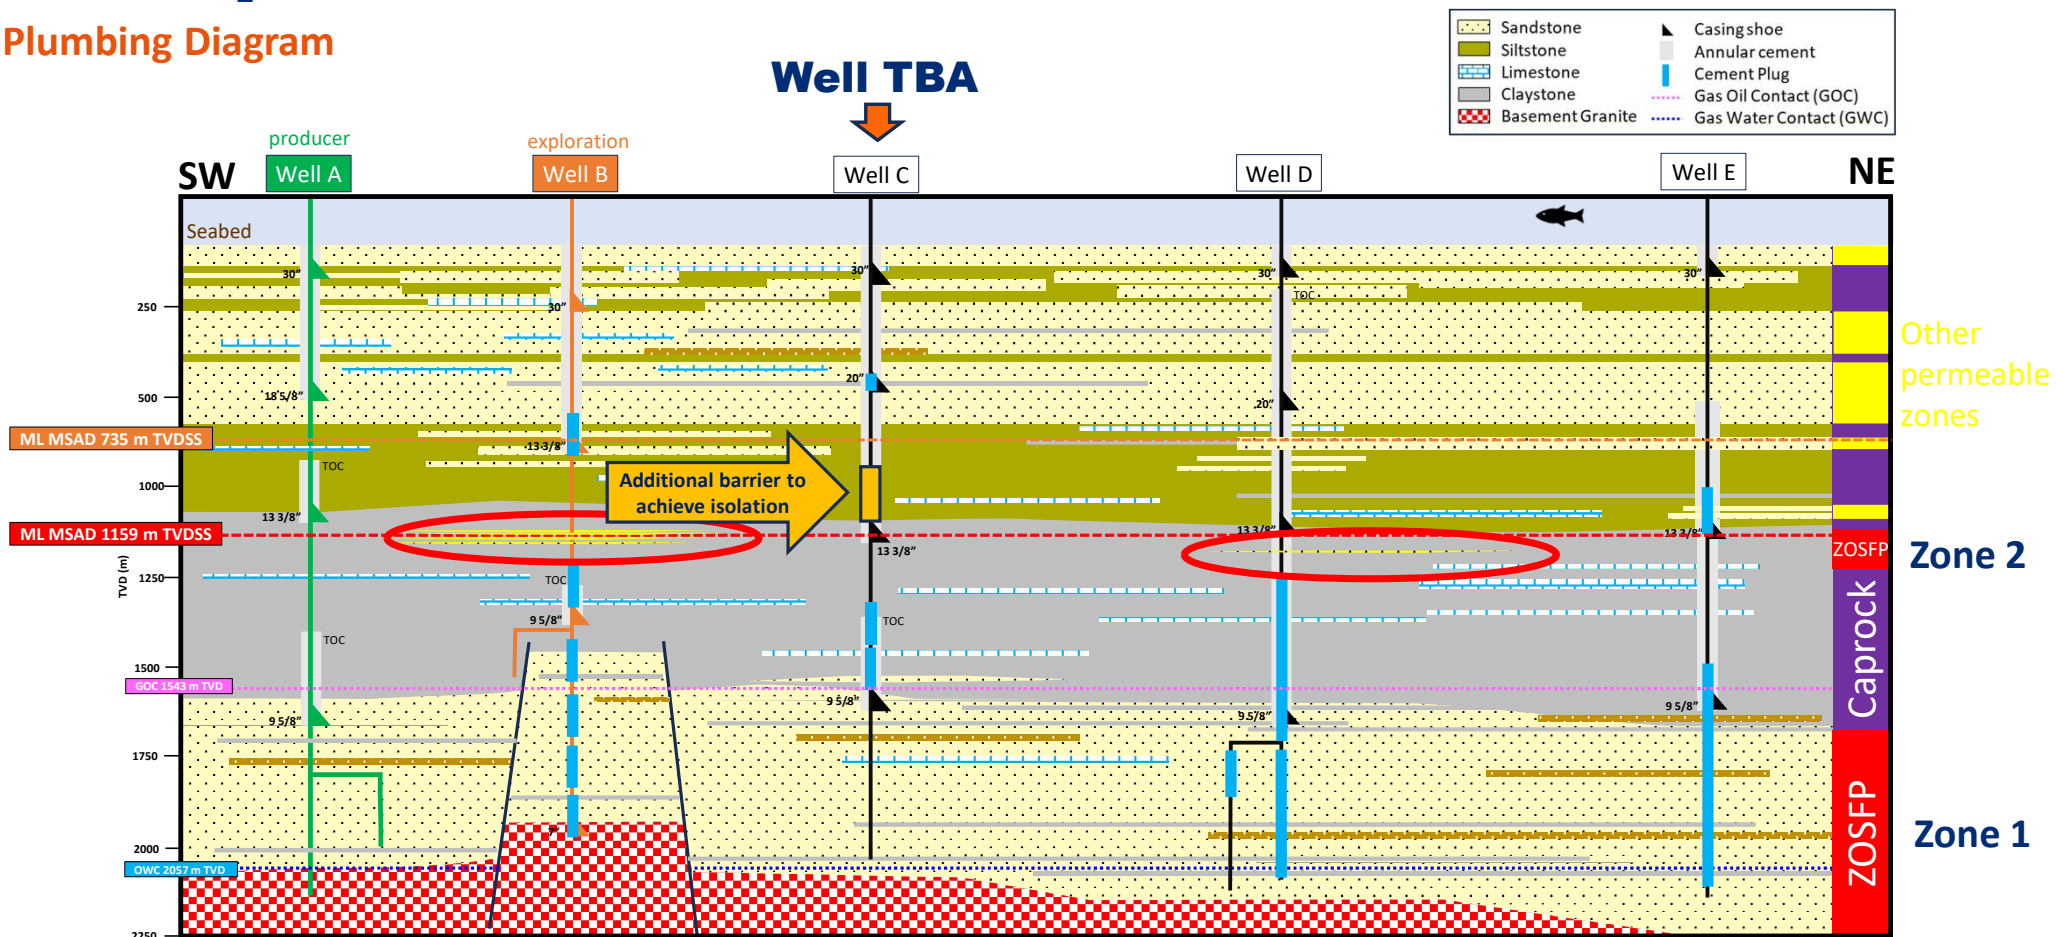 Plumbing Diagram
Well TBA
Sandstone
Siltstone
Limestone
Claystone
Basement Granite
Casing shoe
Annular cement
Cement Plug
Gas Oil Contact (GOC)
Gas Water Contact (GWC)
producer
exploration
SW
Well A
Well B
Well C
Well D
Well E
NE
Seabed
30"
30"
30"
30"
30"
TOC
250
Other
permeable
zones
20"
18 5/8"
500
20"
ML MSAD 735 m TVDSS
13 3/8"
TOC
Additional barrier to
achieve isolation
1000
13 3/8"
ML MSAD 1159 m TVDSS
13 3/8"
13 3/8"
13 3/8"
ZOSFP
Zone 2
TVD (m)
1250
TOC
9 5/8"
TOC
TOC
Caprock
1500
GOC 1543 m TVD
9 5/8"
9 5/8"
9 5/8"
9 5/8"
1750
7"
2000
Zone 1
ZOSFP
OWC 2057 m TVD
2250